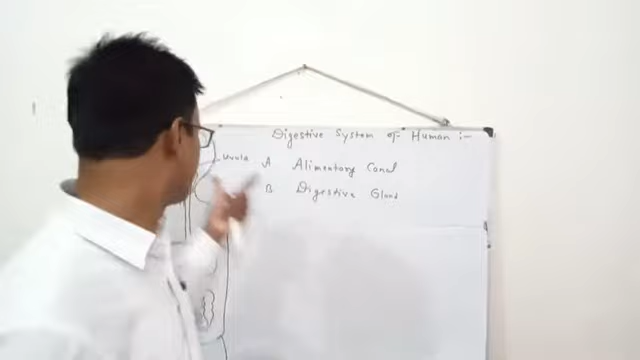 Digestive System of Human :-
Uvula
A Alimentary Canal
B Digestive Gland